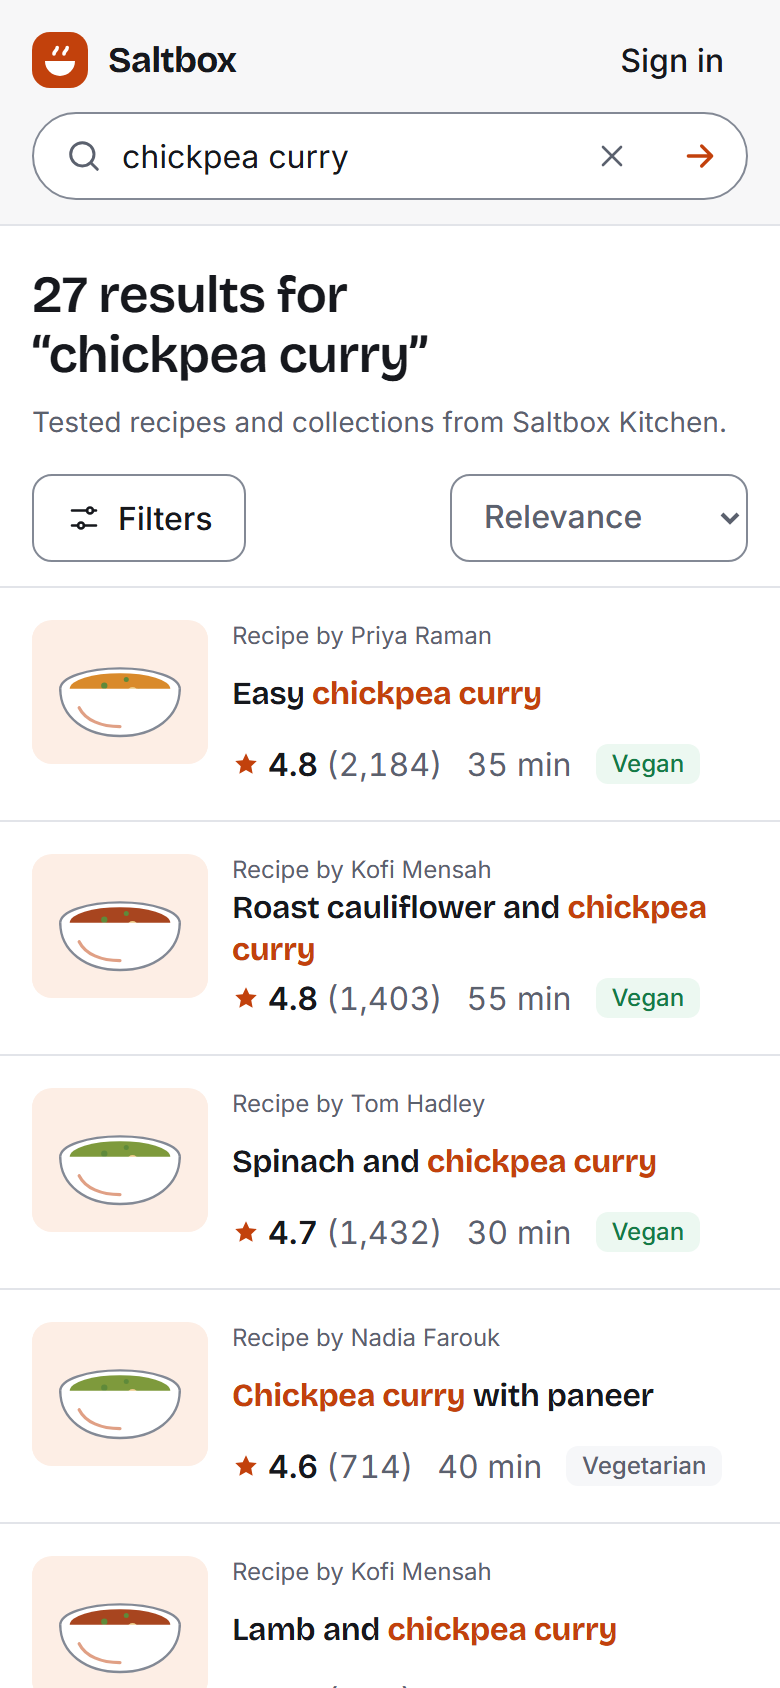 Saltbox
Sign in
chickpea curry
27 results for
“chickpea curry”
Tested recipes and collections from Saltbox Kitchen.
Filters
Relevance
Recipe by Priya Raman
Easy chickpea curry
4.8 (2,184) 35 min Vegan
Recipe by Kofi Mensah
Roast cauliflower and chickpea
curry
4.8 (1,403) 55 min Vegan
Recipe by Tom Hadley
Spinach and chickpea curry
4.7 (1,432) 30 min Vegan
Recipe by Nadia Farouk
Chickpea curry with paneer
4.6 (714) 40 min Vegetarian
Recipe by Kofi Mensah
Lamb and chickpea curry